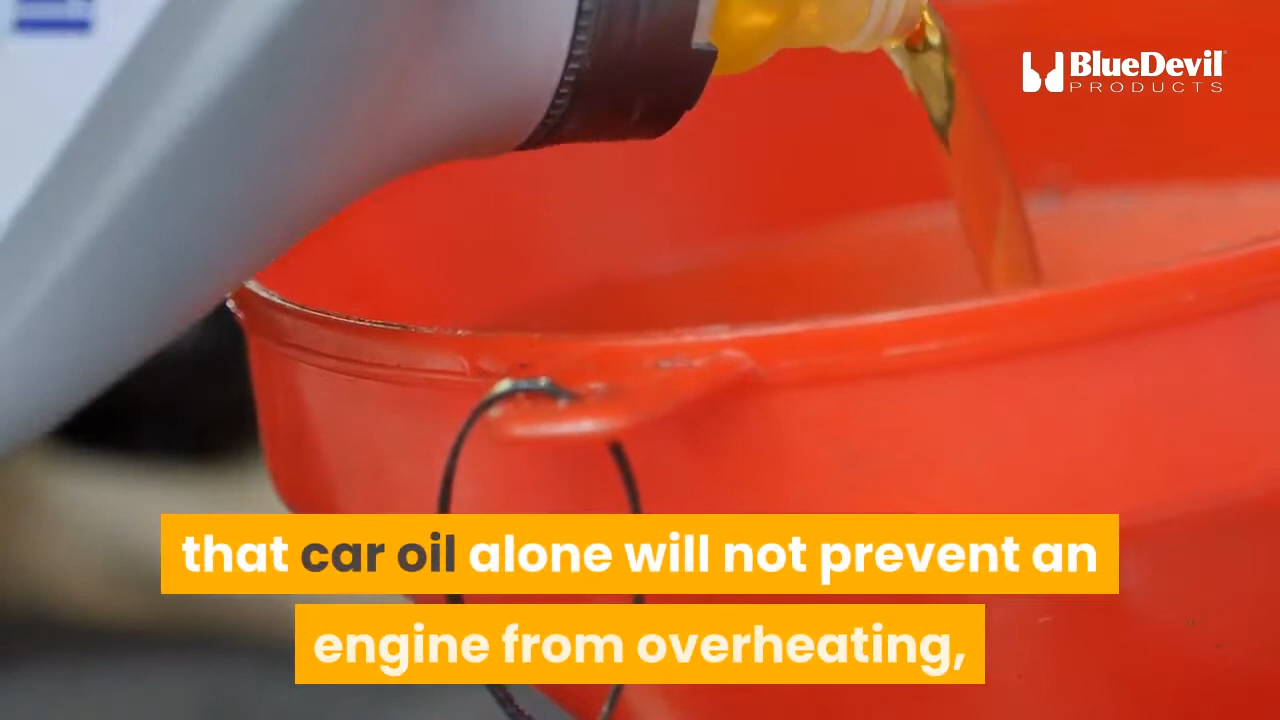 BlueDevil
PRODUCTS
that car oil alone will not prevent an
engine from overheating,